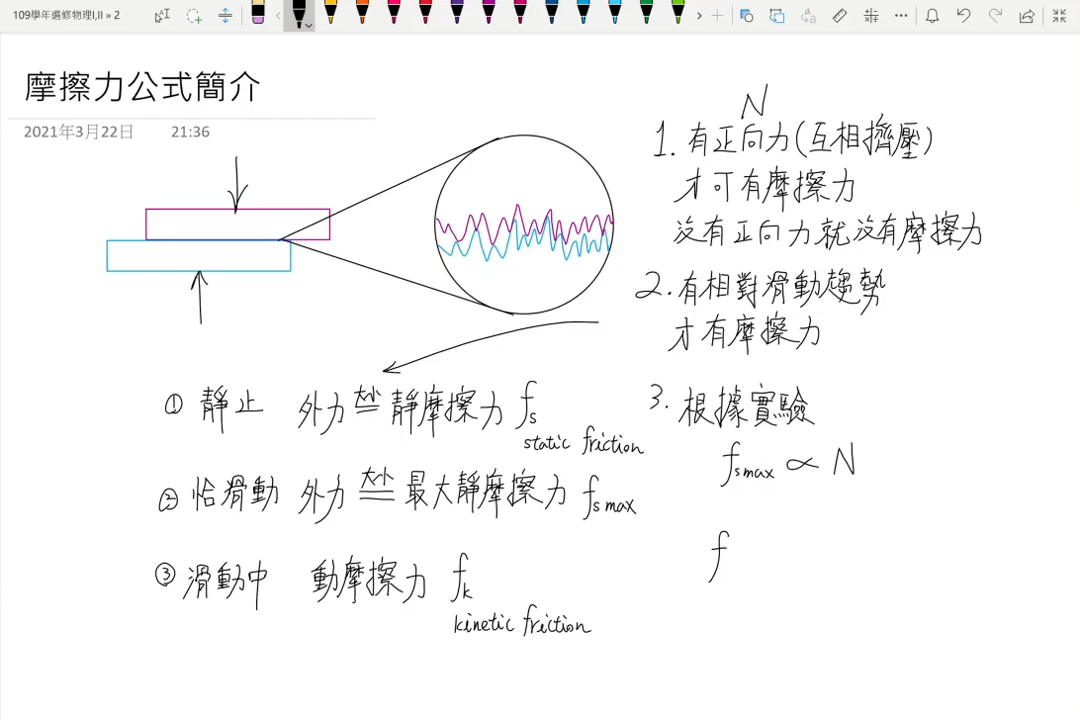 109學年選修物理I,II » 2
摩擦力公式簡介
2021年3月22日 21:36
N
1. 有正向力(互相擠壓)
才可有摩擦力
沒有正向力就沒有摩擦力
2. 有相對滑動趨勢
才有摩擦力
① 靜止 外力 大小= 靜摩擦力 fs
static friction
② 恰滑動 外力 大小= 最大靜摩擦力 fs max
③ 滑動中 動摩擦力 fk
kinetic friction
3. 根據實驗
fs max ∝ N
f